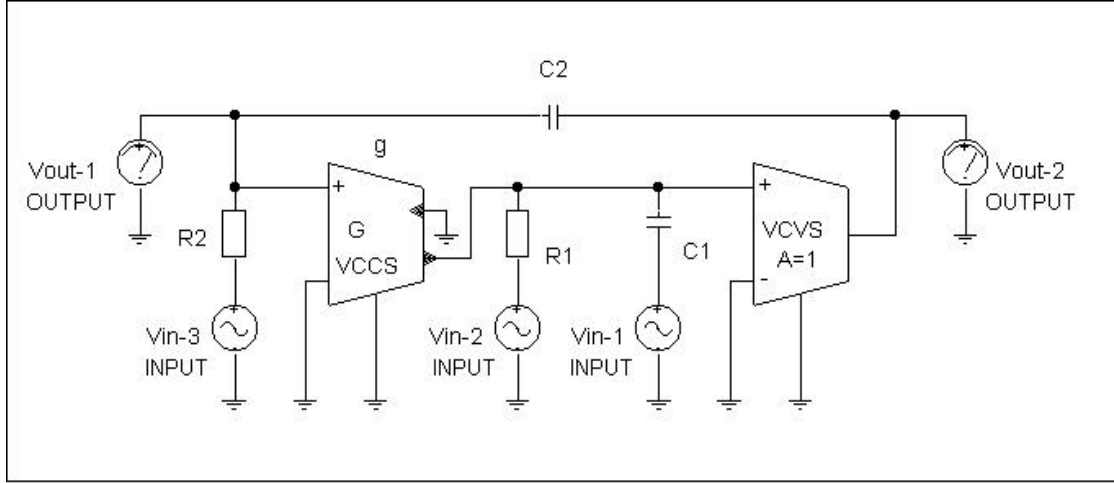 C2
g
Vout-1
OUTPUT
Vout-2
OUTPUT
+
+
R2
G
VCCS
R1
C1
VCVS
A=1
-
Vin-3
INPUT
Vin-2
INPUT
Vin-1
INPUT